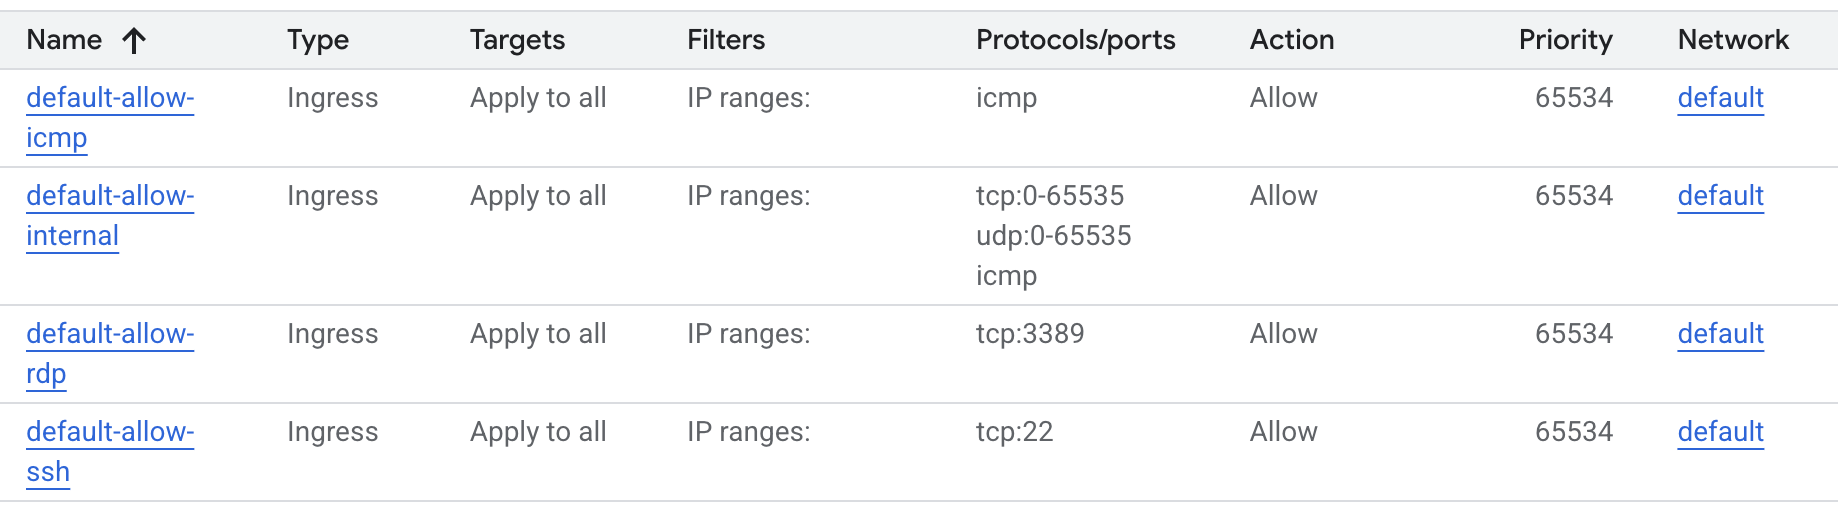 Name ↑ Type Targets Filters Protocols/ports Action Priority Network
default-allow- Ingress Apply to all IP ranges: icmp Allow 65534 default
icmp
default-allow- Ingress Apply to all IP ranges: tcp:0-65535 Allow 65534 default
internal udp:0-65535
icmp
default-allow- Ingress Apply to all IP ranges: tcp:3389 Allow 65534 default
rdp
default-allow- Ingress Apply to all IP ranges: tcp:22 Allow 65534 default
ssh